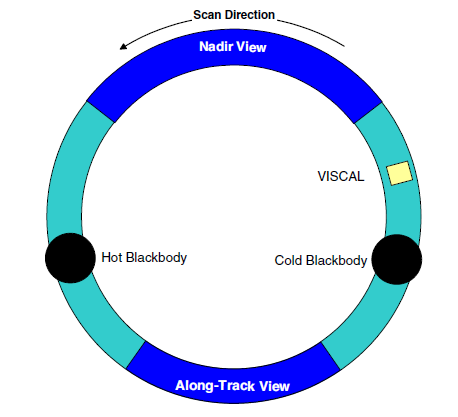 Scan Direction
Nadir View
VISCAL
Hot Blackbody
Cold Blackbody
Along-Track View